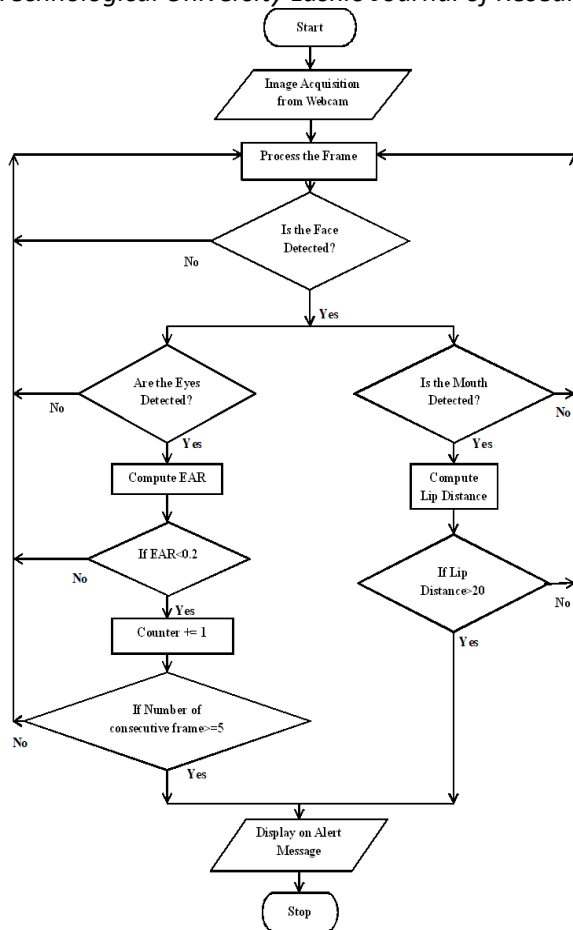 Technological University Lashio Journal of Resear
Start
Image Acquisition
from Webcam
Process the Frame
Is the Face
Detected?
No
Yes
Are the Eyes
Detected?
No
Yes
Is the Mouth
Detected?
No
Yes
Compute EAR
Compute
Lip Distance
If EAR<0.2
No
Yes
If Lip
Distance>20
No
Yes
Counter += 1
If Number of
consecutive frame>=5
No
Yes
Display on Alert
Message
Stop